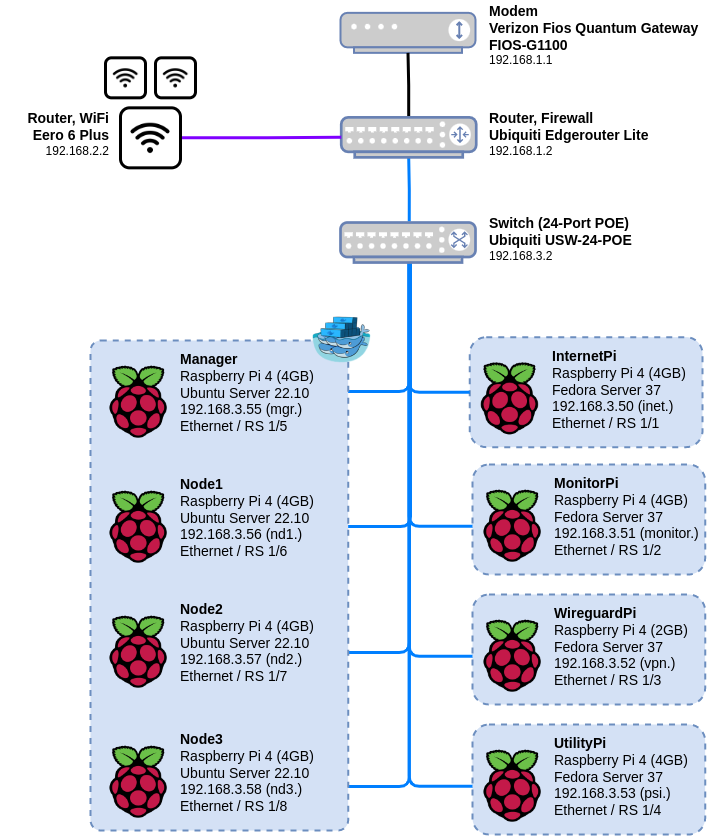 Modem
Verizon Fios Quantum Gateway
FIOS-G1100
192.168.1.1
Router, WiFi
Eero 6 Plus
192.168.2.2
Router, Firewall
Ubiquiti Edgerouter Lite
192.168.1.2
Switch (24-Port POE)
Ubiquiti USW-24-POE
192.168.3.2
Manager
Raspberry Pi 4 (4GB)
Ubuntu Server 22.10
192.168.3.55 (mgr.)
Ethernet / RS 1/5
Node1
Raspberry Pi 4 (4GB)
Ubuntu Server 22.10
192.168.3.56 (nd1.)
Ethernet / RS 1/6
Node2
Raspberry Pi 4 (4GB)
Ubuntu Server 22.10
192.168.3.57 (nd2.)
Ethernet / RS 1/7
Node3
Raspberry Pi 4 (4GB)
Ubuntu Server 22.10
192.168.3.58 (nd3.)
Ethernet / RS 1/8
InternetPi
Raspberry Pi 4 (4GB)
Fedora Server 37
192.168.3.50 (inet.)
Ethernet / RS 1/1
MonitorPi
Raspberry Pi 4 (4GB)
Fedora Server 37
192.168.3.51 (monitor.)
Ethernet / RS 1/2
WireguardPi
Raspberry Pi 4 (2GB)
Fedora Server 37
192.168.3.52 (vpn.)
Ethernet / RS 1/3
UtilityPi
Raspberry Pi 4 (4GB)
Fedora Server 37
192.168.3.53 (psi.)
Ethernet / RS 1/4